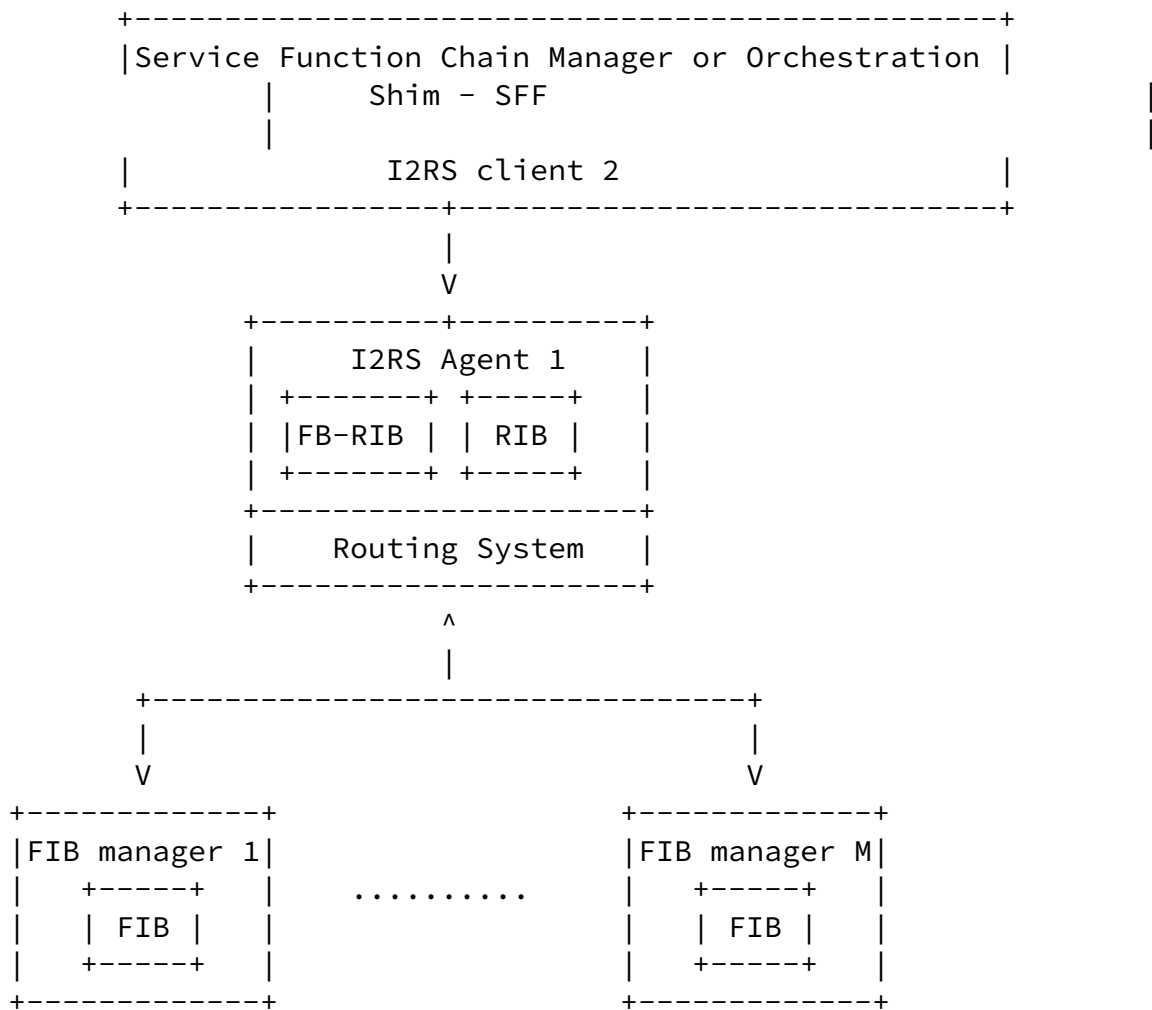 Service Function Chain Manager or Orchestration
Shim - SFF
I2RS client 2
V
I2RS Agent 1
FB-RIB RIB
Routing System
^
V V
FIB manager 1 FIB manager M
..........
FIB FIB